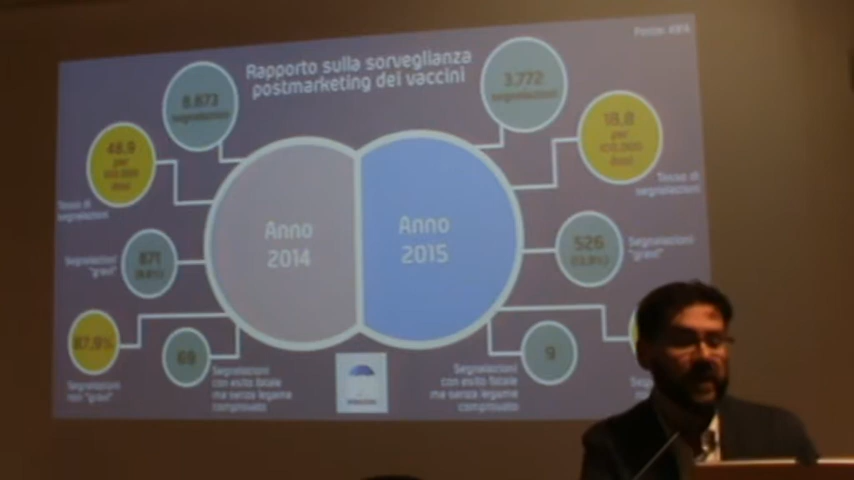 Fonte: AIFA
Rapporto sulla sorveglianza
postmarketing dei vaccini
8.873
segnalazioni
3.772
segnalazioni
48.9
per
100.000
dosi
18.8
per
100.000
dosi
Tasso di
segnalazioni
Tasso di
segnalazioni
Anno
2014
Anno
2015
Segnalazioni
"gravi"
871
526
Segnalazioni
"gravi"
87.9%
69
9
Segnalazioni
non "gravi"
Segnalazioni
con esito fatale
ma senza legame
comprovato
Segnalazioni
con esito fatale
ma senza legame
comprovato